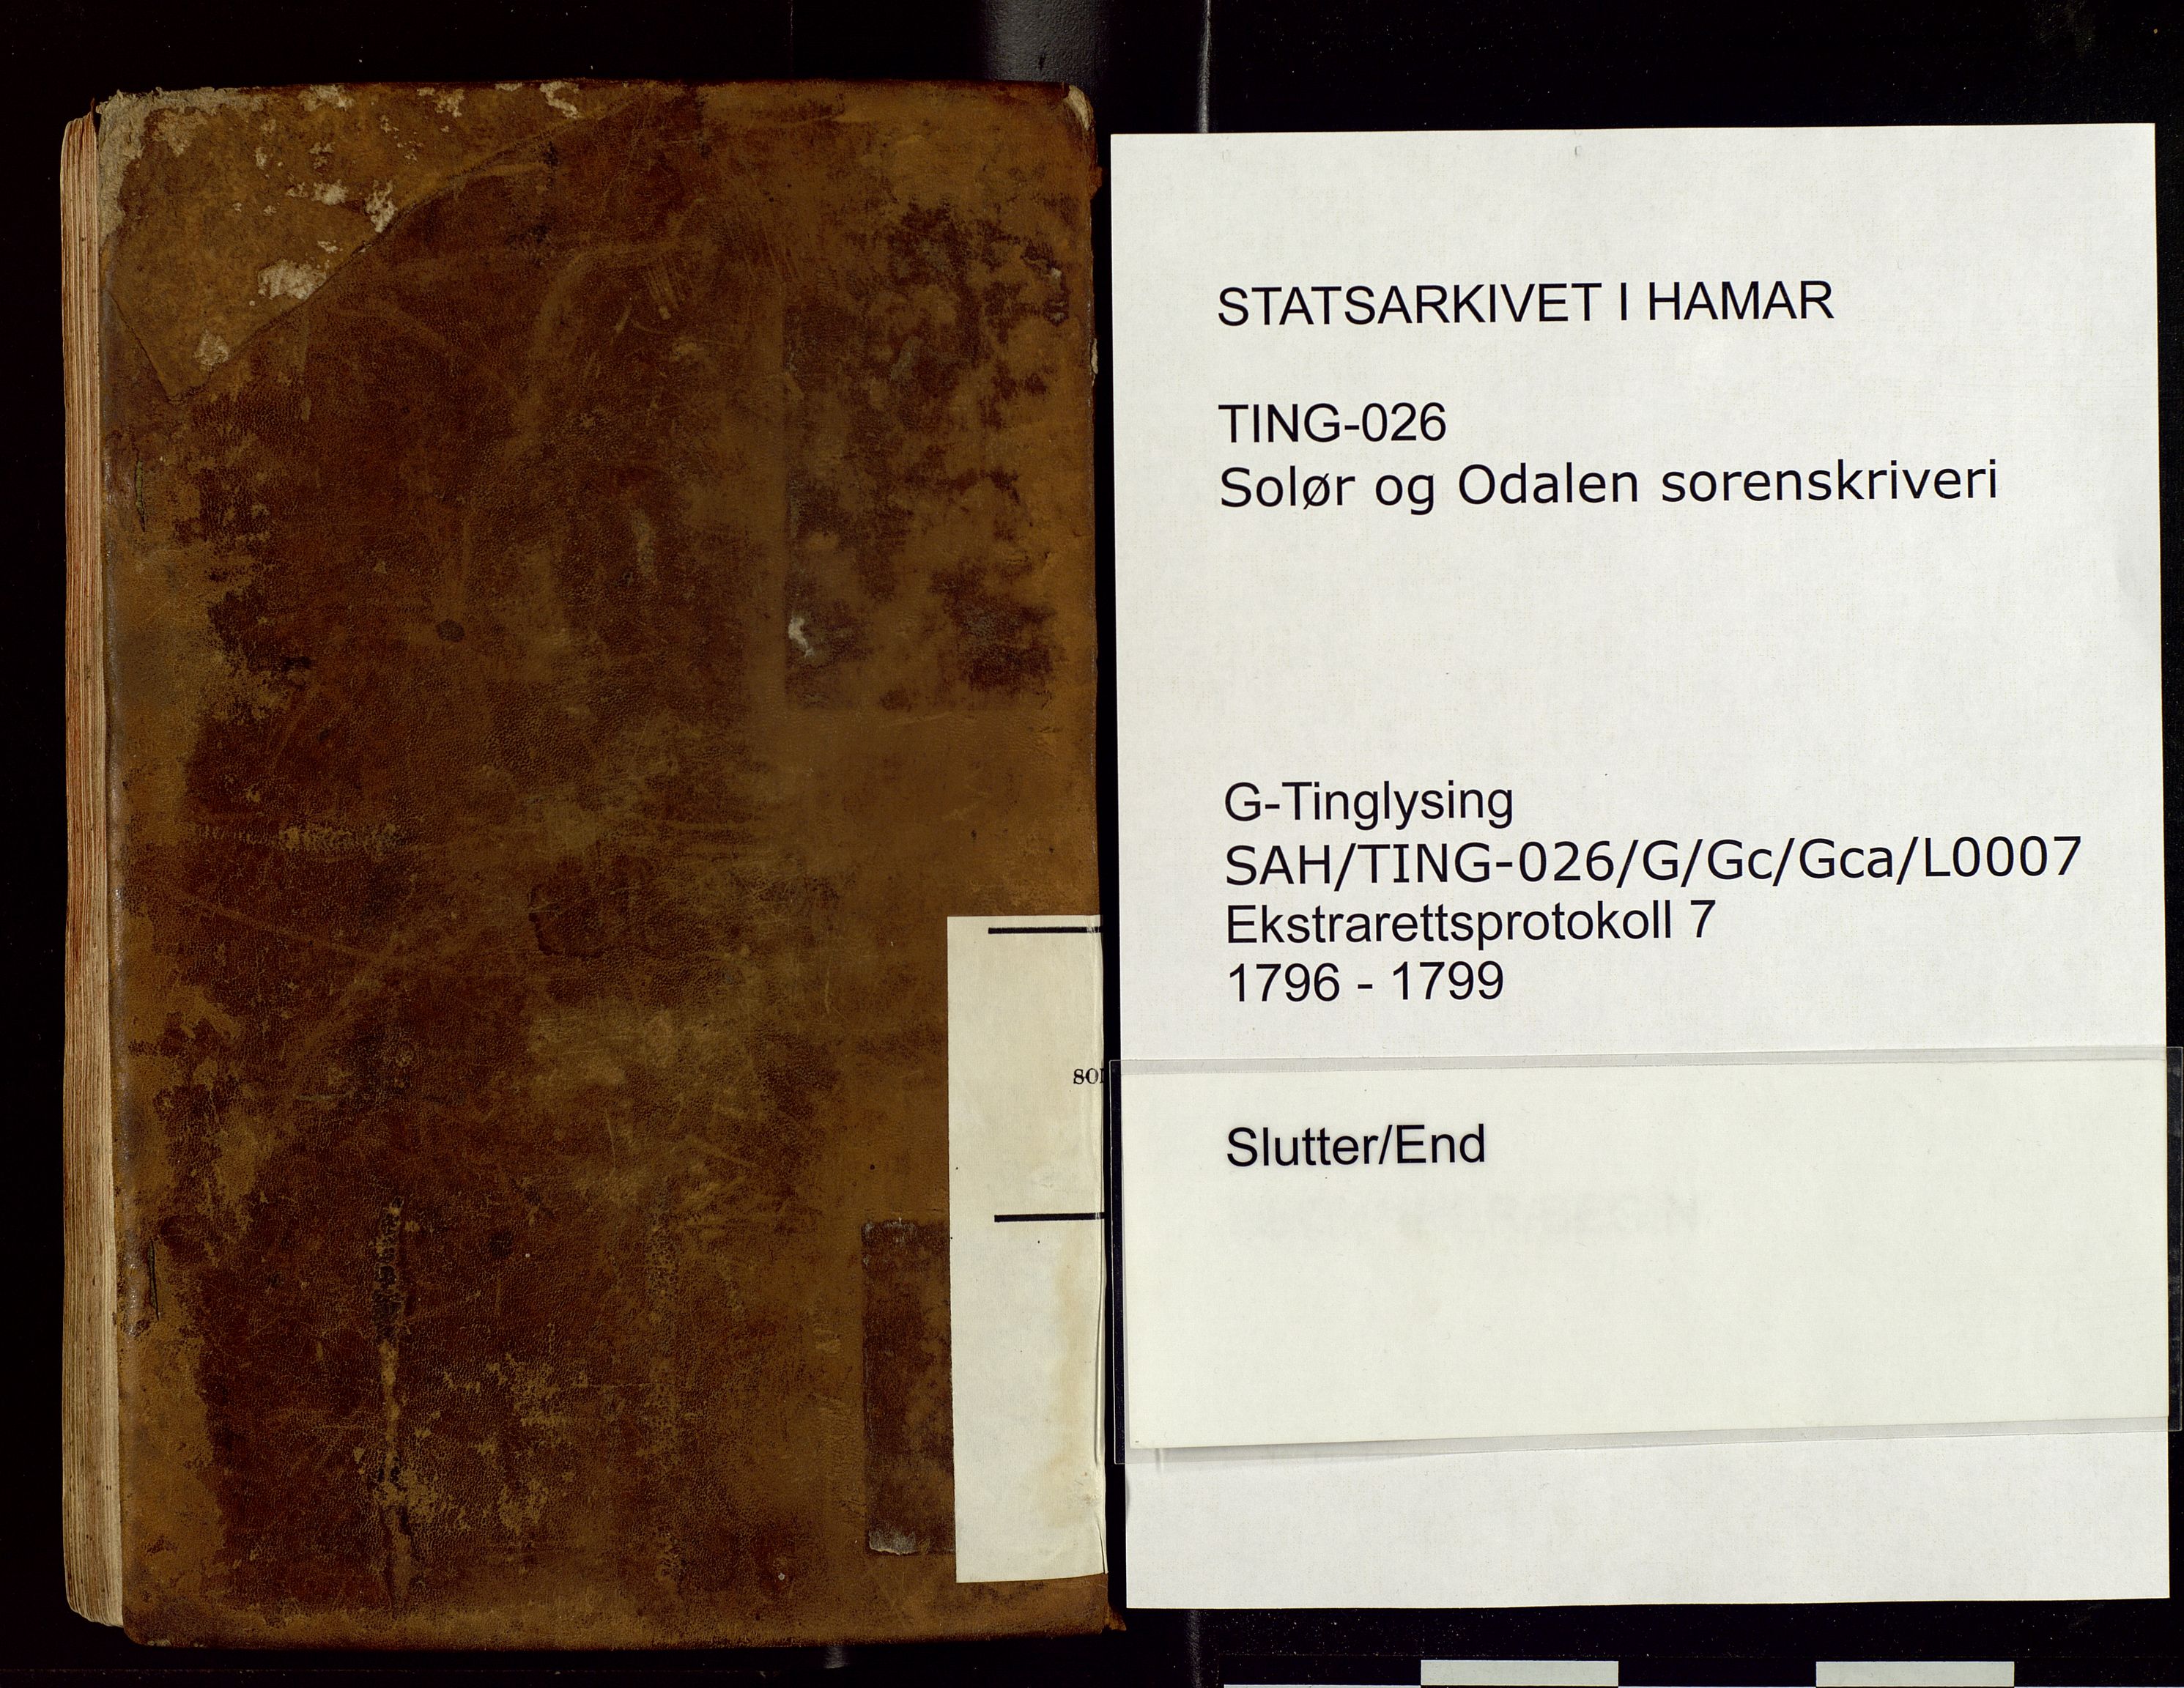 STATSARKIVET I HAMAR
TING-026
Solør og Odalen sorenskriveri
G-Tinglysing
SAH/TING-026/G/Gc/Gca/L0007
Ekstrarettsprotokoll 7
1796 - 1799
Slutter/End